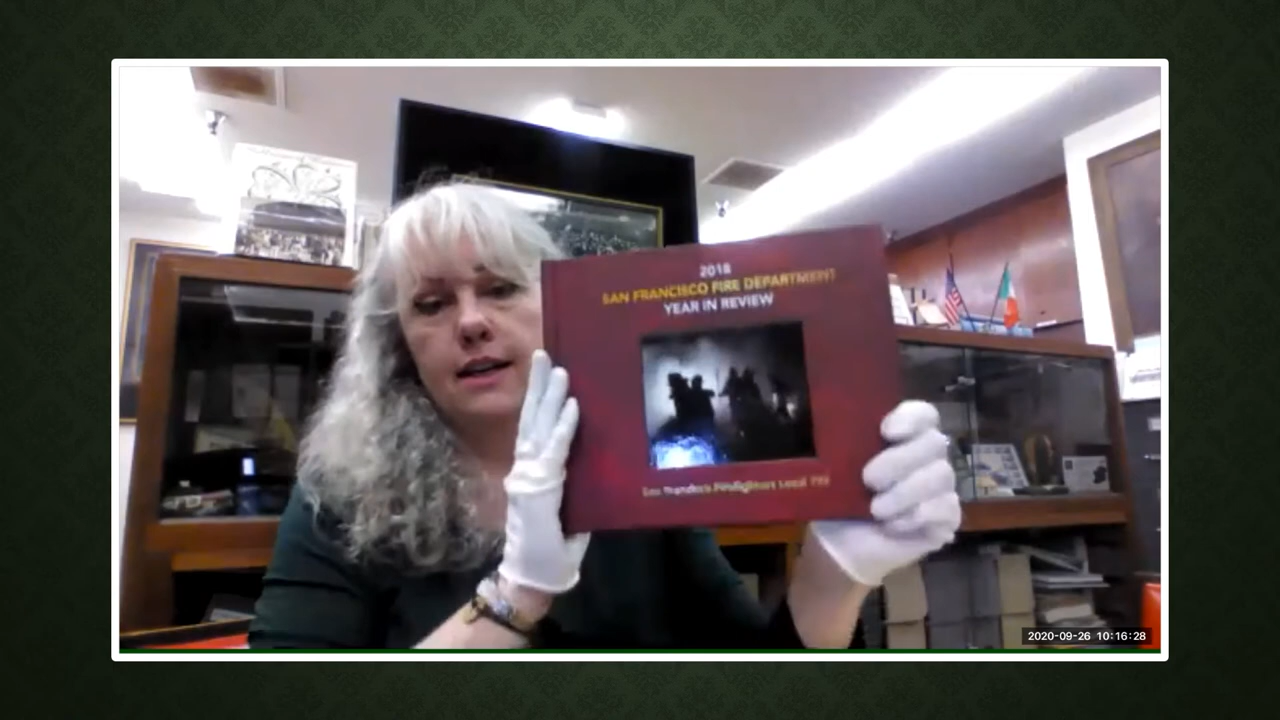 2018
SAN FRANCISCO FIRE DEPARTMENT
YEAR IN REVIEW
San Francisco Firefighters Local 798
2020-09-26 10:16:28